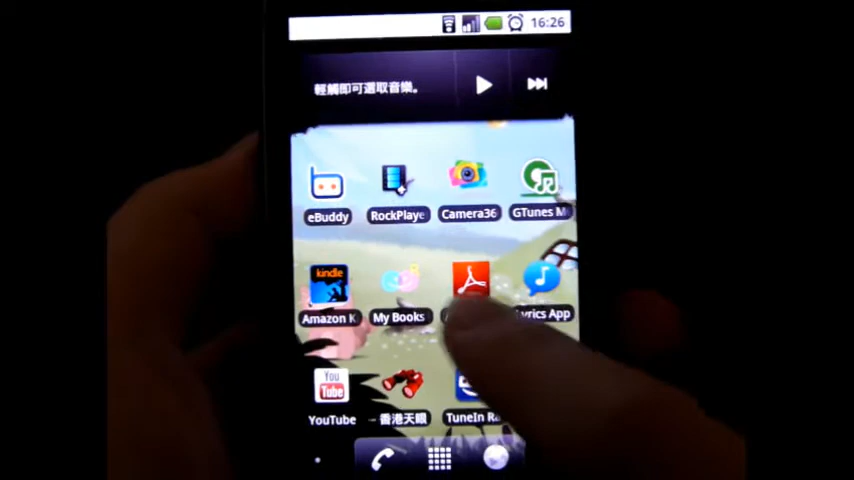 16:26
輕觸即可選取音樂。
eBuddy
RockPlaye
Camera36
GTunes M
kindle
Amazon K
My Books
Lyrics App
You
Tube
YouTube
香港天眼
TuneIn Ra